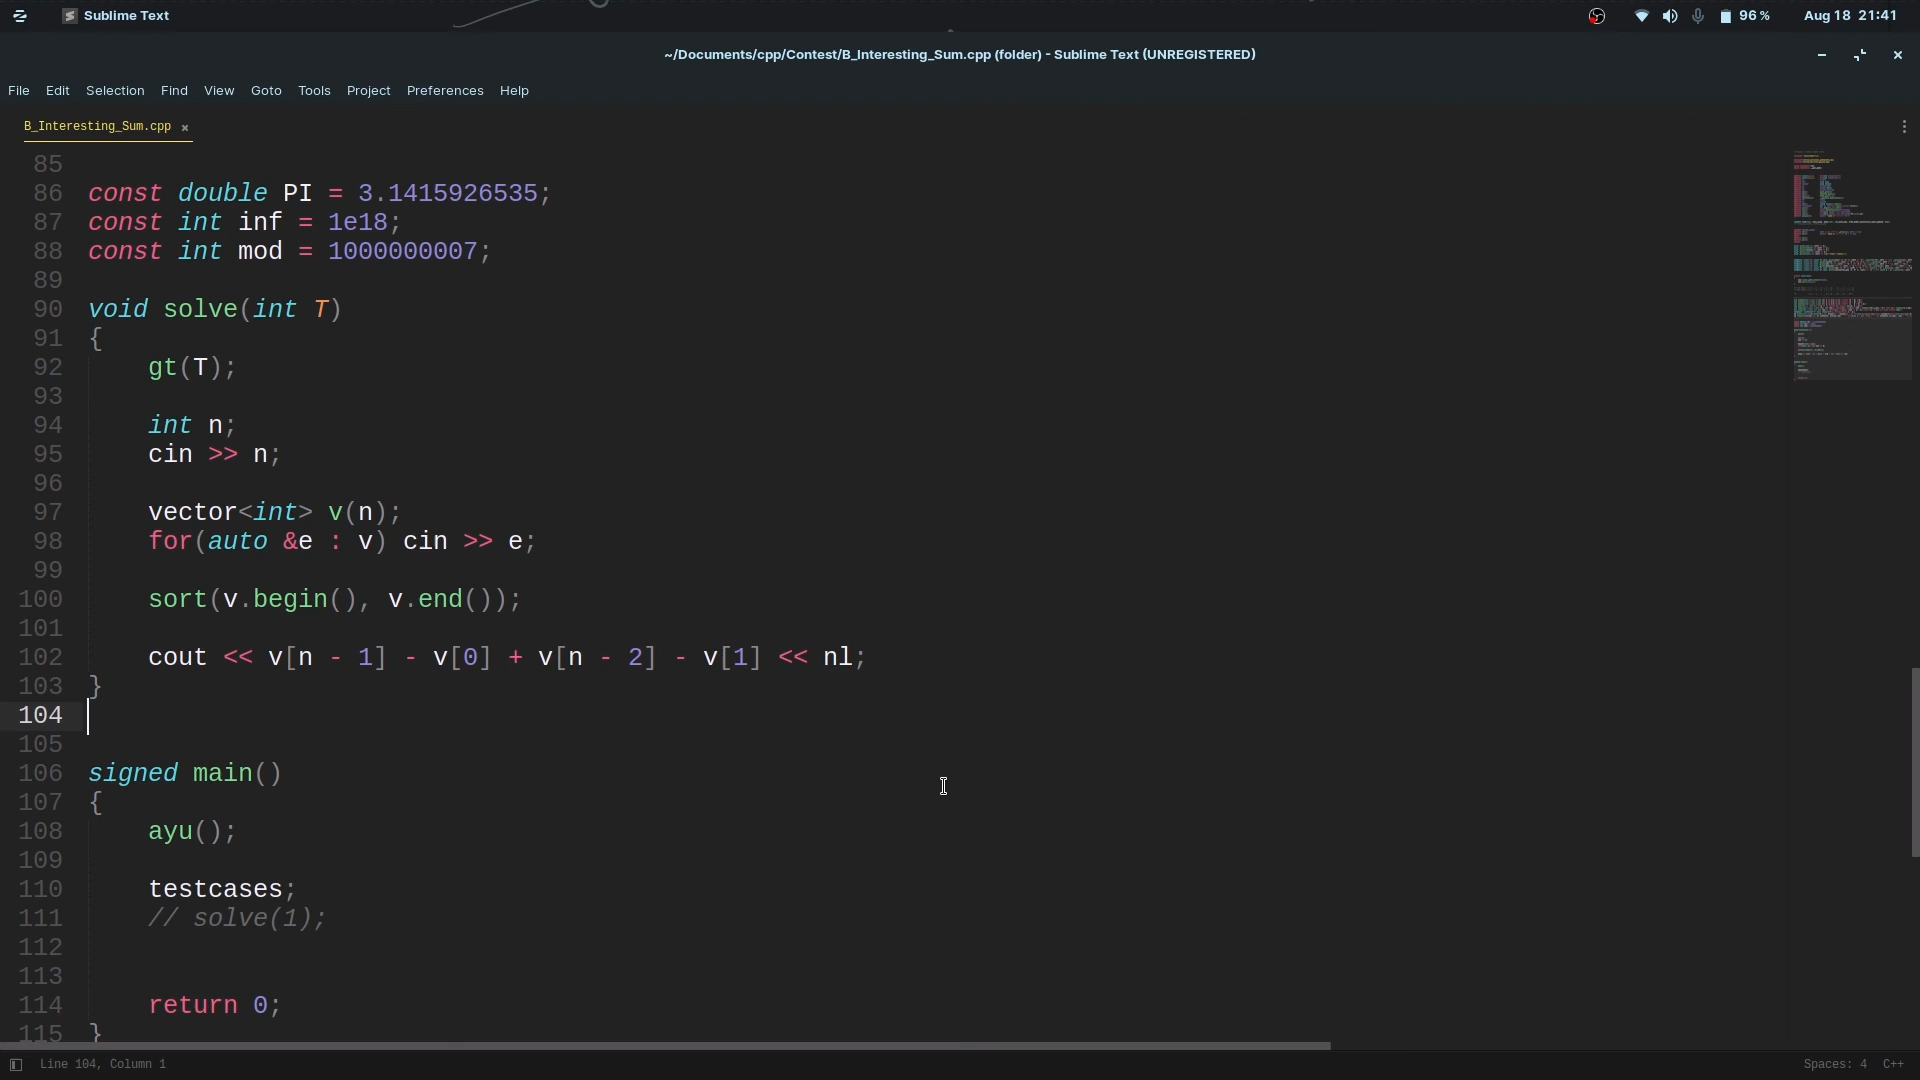 Sublime Text
96 %
Aug 18 21:41
~/Documents/cpp/Contest/B_Interesting_Sum.cpp (folder) - Sublime Text (UNREGISTERED)
File Edit Selection Find View Goto Tools Project Preferences Help
B_Interesting_Sum.cpp
85
86 const double PI = 3.1415926535;
87 const int inf = 1e18;
88 const int mod = 1000000007;
89
90 void solve(int T)
91 {
92     gt(T);
93
94     int n;
95     cin >> n;
96
97     vector<int> v(n);
98     for(auto &e : v) cin >> e;
99
100     sort(v.begin(), v.end());
101
102     cout << v[n - 1] - v[0] + v[n - 2] - v[1] << nl;
103 }
104
105
106 signed main()
107 {
108     ayu();
109
110     testcases;
111     // solve(1);
112
113
114     return 0;
115 }
Line 104, Column 1
Spaces: 4
C++